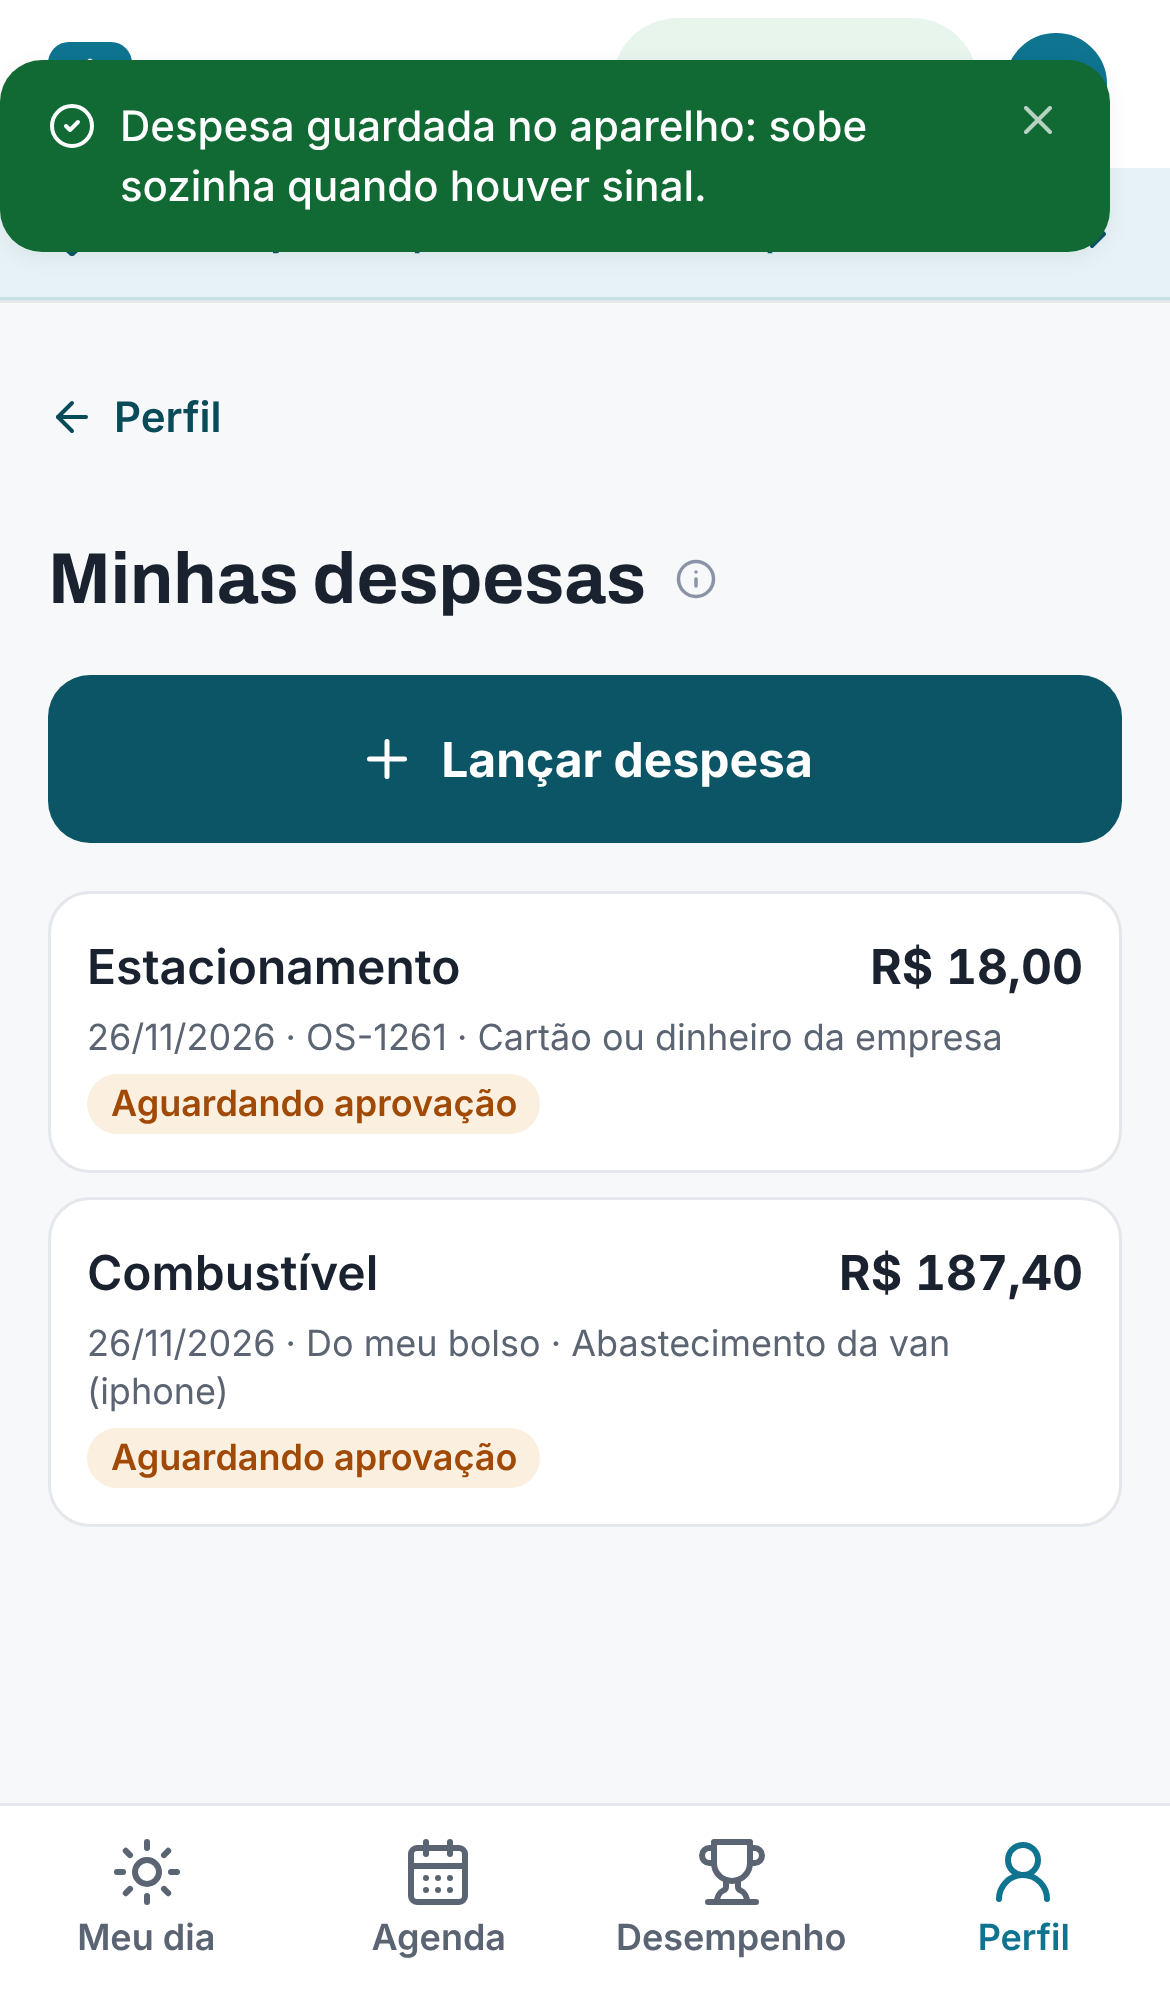 Despesa guardada no aparelho: sobe
sozinha quando houver sinal.
Perfil
Minhas despesas
Lançar despesa
Estacionamento
R$ 18,00
26/11/2026 · OS-1261 · Cartão ou dinheiro da empresa
Aguardando aprovação
Combustível
R$ 187,40
26/11/2026 · Do meu bolso · Abastecimento da van
(iphone)
Aguardando aprovação
Meu dia
Agenda
Desempenho
Perfil